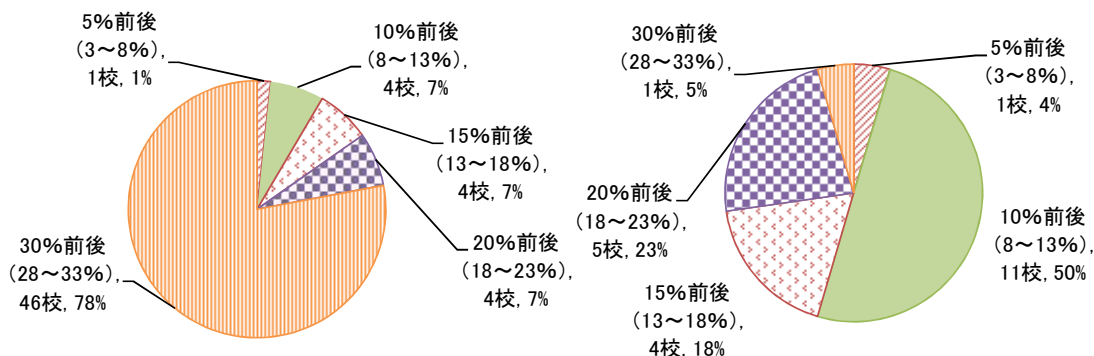 5%前後
(3～8%),
1校, 1%
10%前後
(8～13%),
4校, 7%
15%前後
(13～18%),
4校, 7%
20%前後
(18～23%),
4校, 7%
30%前後
(28～33%),
46校, 78%
30%前後
(28～33%),
1校, 5%
5%前後
(3～8%),
1校, 4%
10%前後
(8～13%),
11校, 50%
15%前後
(13～18%),
4校, 18%
20%前後
(18～23%),
5校, 23%